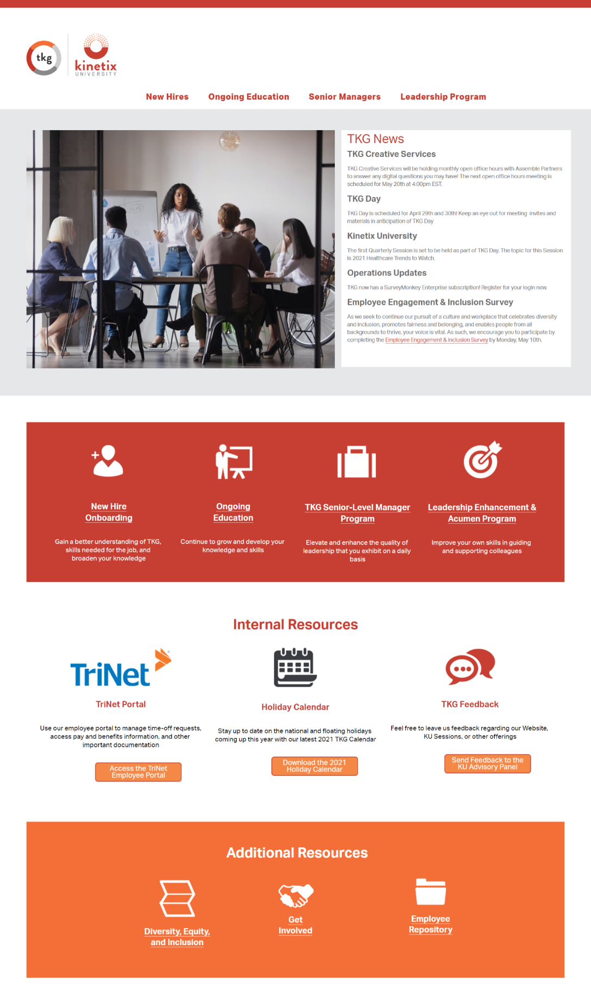 tkg
kinetix
UNIVERSITY
New Hires Ongoing Education Senior Managers Leadership Program
TKG News
TKG Creative Services
TKG Creative Services will be holding monthly open office hours with Assemble Partners
to answer any digital questions you may have! The next open office hours meeting is
scheduled for May 20th at 4:00pm EST.
TKG Day
TKG Day is scheduled for April 29th and 30th! Keep an eye out for meeting invites and
materials in anticipation of TKG Day
Kinetix University
The first Quarterly Session is set to be held as part of TKG Day. The topic for this Session
is 2021 Healthcare Trends to Watch.
Operations Updates
TKG now has a SurveyMonkey Enterprise subscription! Register for your login now.
Employee Engagement & Inclusion Survey
As we seek to continue our pursuit of a culture and workplace that celebrates diversity
and inclusion, promotes fairness and belonging, and enables people from all
backgrounds to thrive, your voice is vital. As such, we encourage you to participate by
completing the Employee Engagement & Inclusion Survey by Monday, May 10th.
New Hire
Onboarding
Gain a better understanding of TKG,
skills needed for the job, and
broaden your knowledge
Ongoing
Education
Continue to grow and develop your
knowledge and skills
TKG Senior-Level Manager
Program
Elevate and enhance the quality of
leadership that you exhibit on a daily
basis
Leadership Enhancement &
Acumen Program
Improve your own skills in guiding
and supporting colleagues
Internal Resources
TriNet
TriNet Portal
Use our employee portal to manage time-off requests,
access pay and benefits information, and other
important documentation
Access the TriNet
Employee Portal
Holiday Calendar
Stay up to date on the national and floating holidays
coming up this year with our latest 2021 TKG Calendar
Download the 2021
Holiday Calendar
TKG Feedback
Feel free to leave us feedback regarding our Website,
KU Sessions, or other offerings
Send Feedback to the
KU Advisory Panel
Additional Resources
Diversity, Equity,
and Inclusion
Get
Involved
Employee
Repository